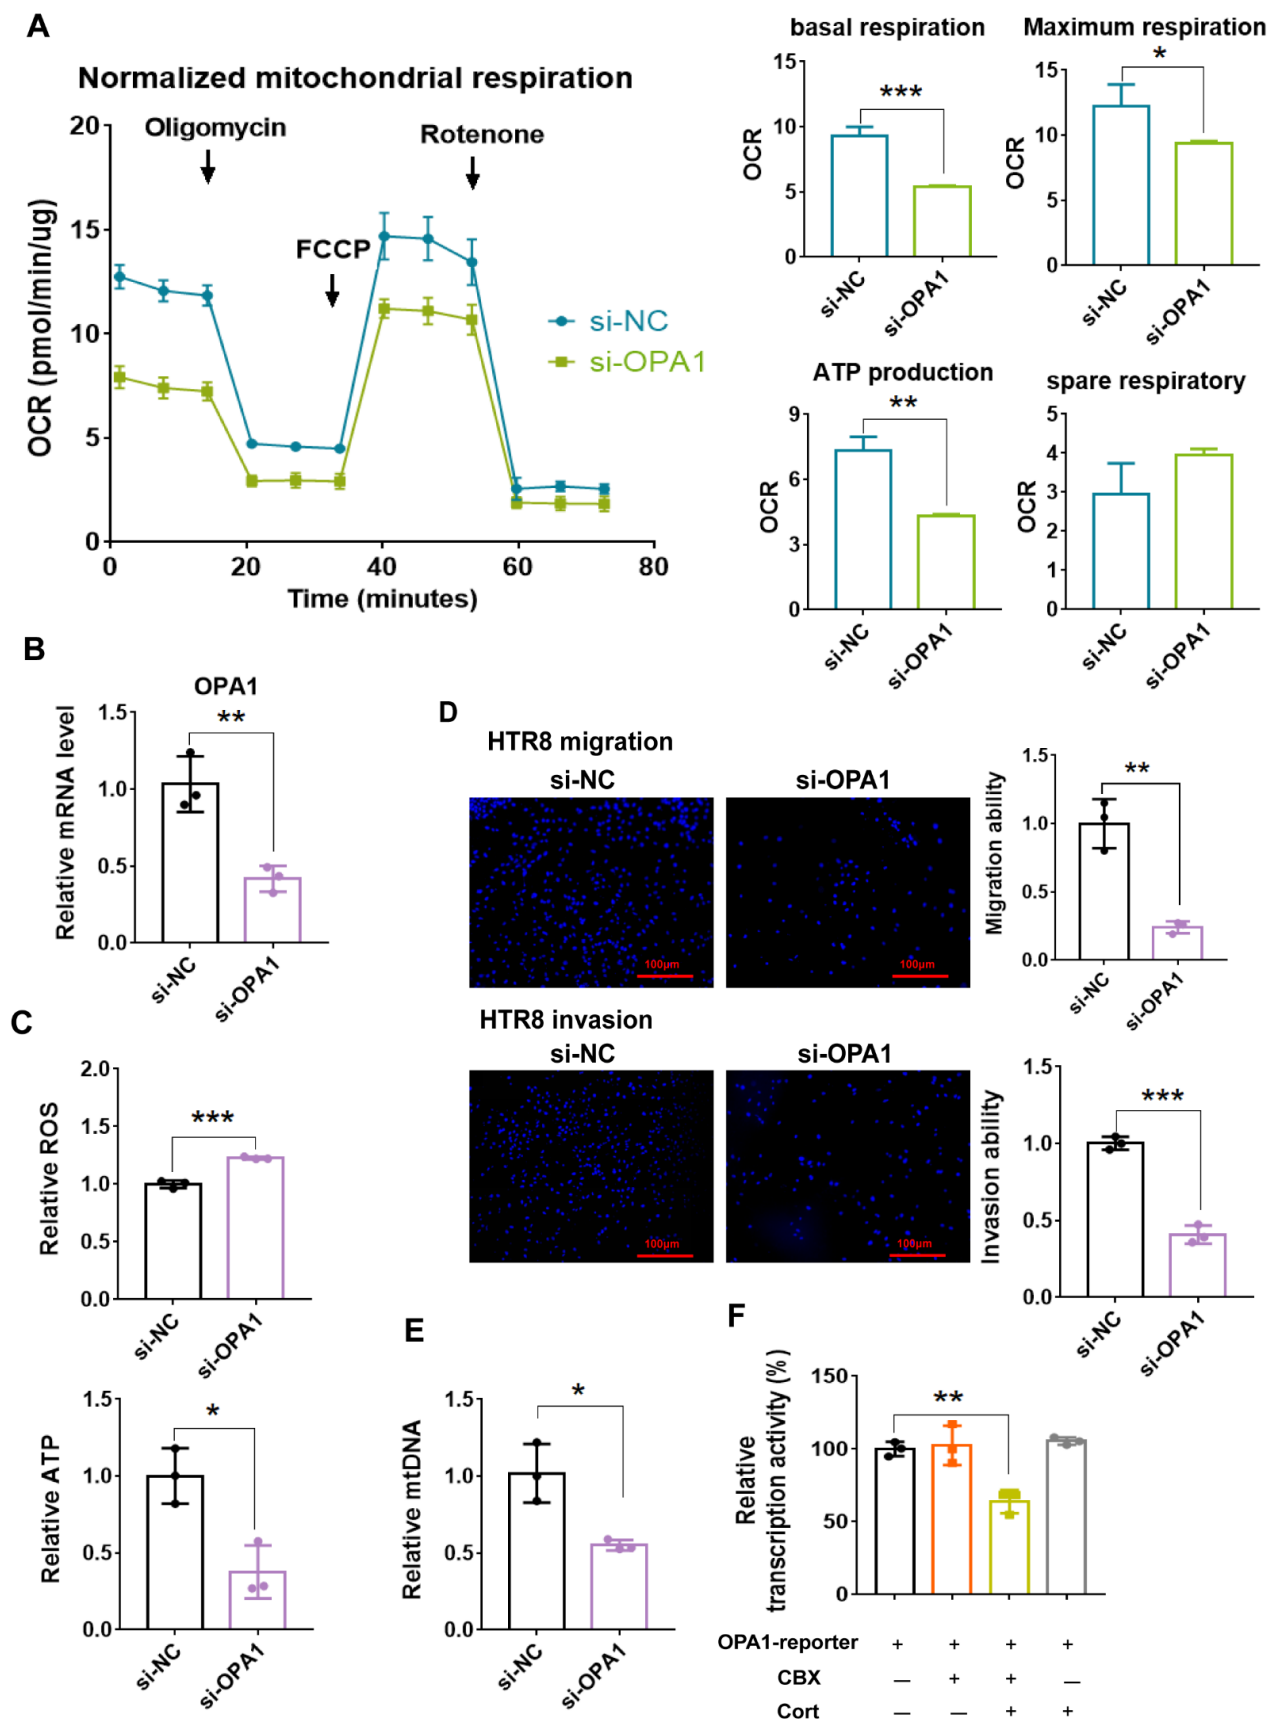 A
Normalized mitochondrial respiration
OCR (pmol/min/ug)
20
15
10
5
0
Oligomycin
FCCP
Rotenone
si-NC
si-OPA1
0 20 40 60 80
Time (minutes)
basal respiration
OCR
15
10
5
0
***
si-NC
si-OPA1
Maximum respiration
OCR
15
10
5
0
*
si-NC
si-OPA1
ATP production
OCR
9
6
3
0
**
si-NC
si-OPA1
spare respiratory
OCR
5
4
3
2
1
0
si-NC
si-OPA1
B
OPA1
Relative mRNA level
1.5
1.0
0.5
0.0
**
si-NC
si-OPA1
C
Relative ROS
2.0
1.5
1.0
0.5
0.0
***
si-NC
si-OPA1
Relative ATP
1.5
1.0
0.5
0.0
*
si-NC
si-OPA1
D
HTR8 migration
si-NC si-OPA1
100μm 100μm
Migration ability
1.5
1.0
0.5
0.0
**
si-NC
si-OPA1
HTR8 invasion
si-NC si-OPA1
100μm 100μm
Invasion ability
1.5
1.0
0.5
0.0
***
si-NC
si-OPA1
E
Relative mtDNA
1.5
1.0
0.5
0.0
*
si-NC
si-OPA1
F
Relative
transcription activity (%)
150
100
50
0
**
OPA1-reporter + + + +
CBX — + + —
Cort — — + +